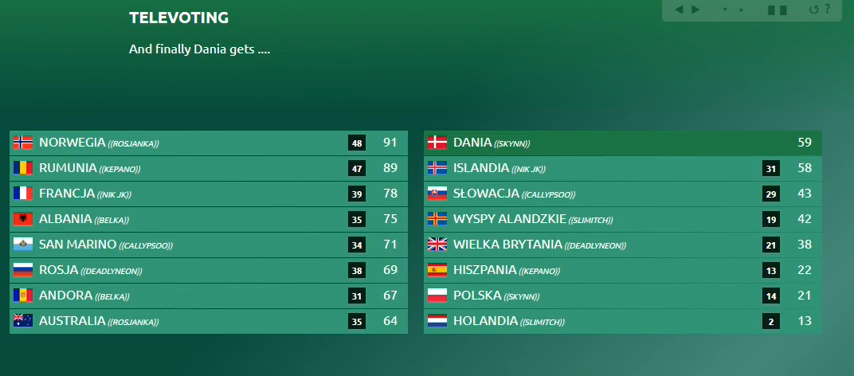 TELEVOTING
?
And finally Dania gets ....
NORWEGIA ((ROSJANKA)) 48 91
RUMUNIA ((KEPANO)) 47 89
FRANCJA ((NIK JK)) 39 78
ALBANIA ((BELKA)) 35 75
SAN MARINO ((CALLYPSOO)) 34 71
ROSJA ((DEADLYNEON)) 38 69
ANDORA ((BELKA)) 31 67
AUSTRALIA ((ROSJANKA)) 35 64
DANIA ((SKYNN)) 59
ISLANDIA ((NIK JK)) 31 58
SŁOWACJA ((CALLYPSOO)) 29 43
WYSPY ALANDZKIE ((SLIMITCH)) 19 42
WIELKA BRYTANIA ((DEADLYNEON)) 21 38
HISZPANIA ((KEPANO)) 13 22
POLSKA ((SKYNN)) 14 21
HOLANDIA ((SLIMITCH)) 2 13